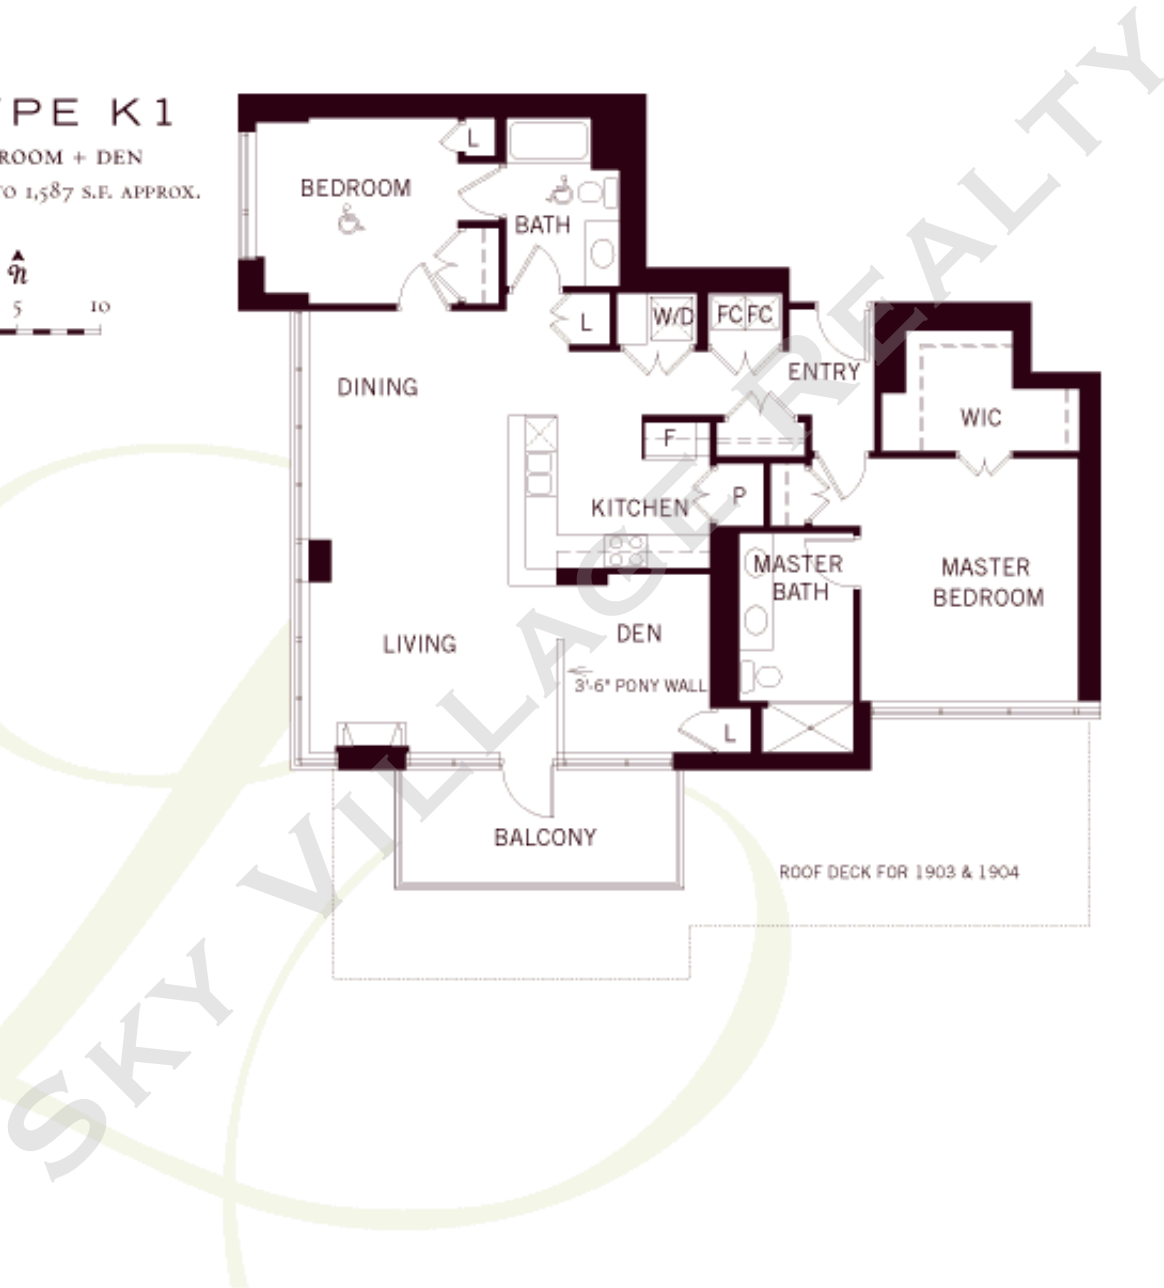 YPE K1
ROOM + DEN
TO 1,587 S.F. APPROX.
n
5 10
L
BEDROOM
BATH
L
W/D
FC FC
ENTRY
DINING
WIC
F
KITCHEN
P
MASTER
BATH
MASTER
BEDROOM
DEN
LIVING
3'-6" PONY WALL
L
BALCONY
ROOF DECK FOR 1903 & 1904
SKY VILLAGE REALTY